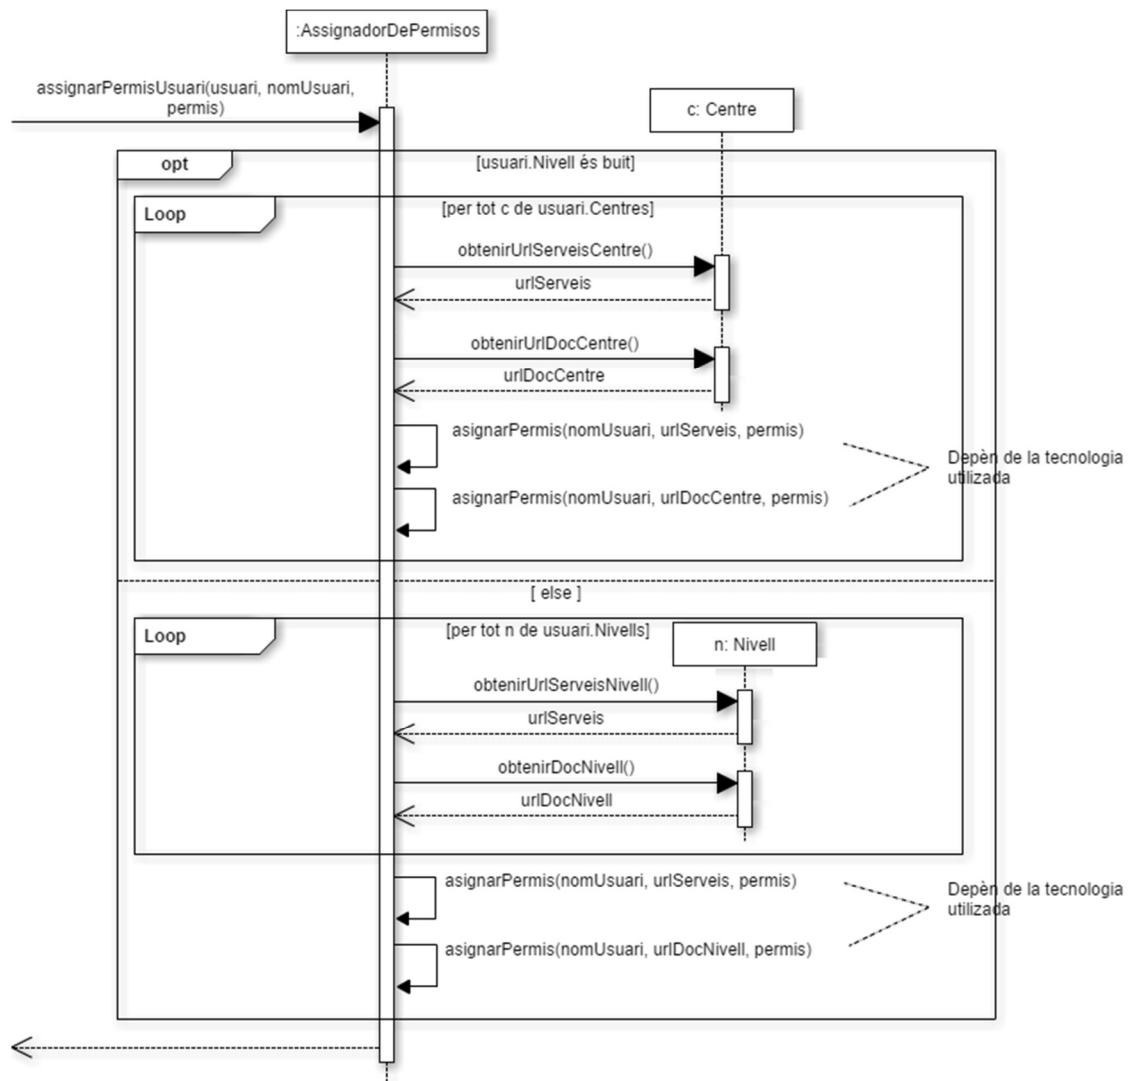 :AssignadorDePermisos
assignarPermisUsuari(usuari, nomUsuari,
permis)
c: Centre
opt
[usuari.Nivell és buit]
Loop
[per tot c de usuari.Centres]
obtenirUrlServeisCentre()
urlServeis
obtenirUrlDocCentre()
urlDocCentre
asignarPermis(nomUsuari, urlServeis, permis)
Depèn de la tecnologia
utilizada
asignarPermis(nomUsuari, urlDocCentre, permis)
[ else ]
Loop
[per tot n de usuari.Nivells]
n: Nivell
obtenirUrlServeisNivell()
urlServeis
obtenirDocNivell()
urlDocNivell
asignarPermis(nomUsuari, urlServeis, permis)
Depèn de la tecnologia
utilizada
asignarPermis(nomUsuari, urlDocNivell, permis)